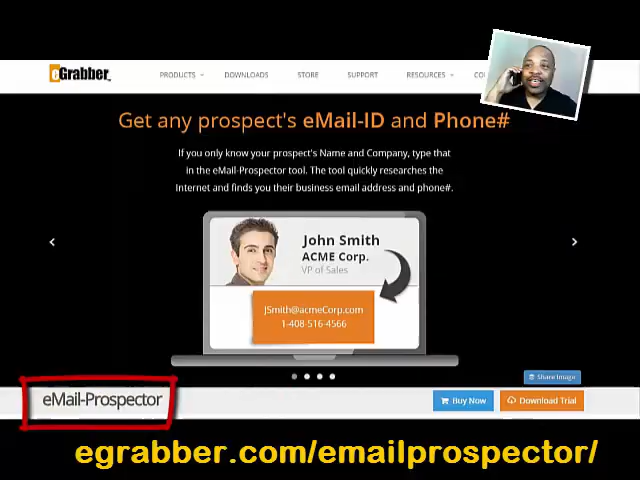 eGrabber
PRODUCTS DOWNLOADS STORE SUPPORT RESOURCES
Get any prospect's eMail-ID and Phone#
If you only know your prospect's Name and Company, type that
in the eMail-Prospector tool. The tool quickly researches the
Internet and finds you their business email address and phone#.
John Smith
ACME Corp.
VP of Sales
JSmith@acmeCorp.com
1-408-516-4566
Share Image
eMail-Prospector
Buy Now
Download Trial
egrabber.com/emailprospector/